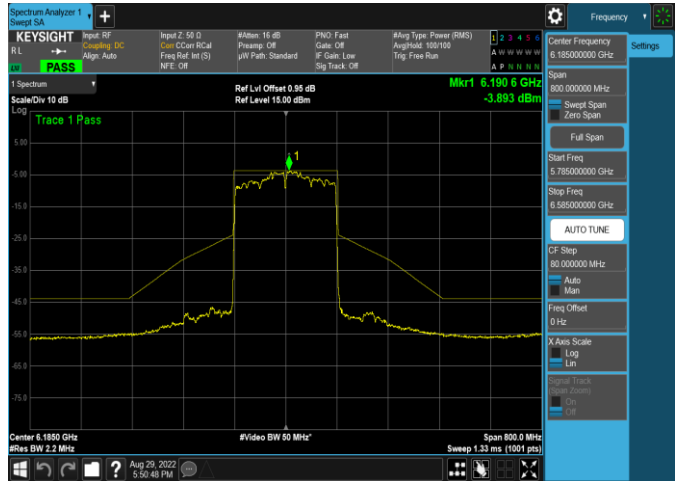 Spectrum Analyzer 1
Swept SA
Frequency
KEYSIGHT
Input: RF
Coupling: DC
Align: Auto
Input Z: 50 Ω
Corr CCorr RCal
Freq Ref: Int (S)
NFE: Off
#Atten: 16 dB
Preamp: Off
µW Path: Standard
PNO: Fast
Gate: Off
IF Gain: Low
Sig Track: Off
#Avg Type: Power (RMS)
Avg|Hold: 100/100
Trig: Free Run
1 2 3 4 5 6
A W W W W W
A P N N N N
R L
PASS
1 Spectrum
Scale/Div 10 dB
Ref Lvl Offset 0.95 dB
Ref Level 15.00 dBm
Mkr1 6.190 6 GHz
-3.893 dBm
Log
Trace 1 Pass
1
5.00
-5.00
-15.0
-25.0
-35.0
-45.0
-55.0
-65.0
-75.0
Center 6.1850 GHz
#Video BW 50 MHz*
Span 800.0 MHz
#Res BW 2.2 MHz
Sweep 1.33 ms (1001 pts)
Aug 29, 2022
5:50:48 PM
Center Frequency
6.185000000 GHz
Settings
Span
800.000000 MHz
Swept Span
Zero Span
Full Span
Start Freq
5.785000000 GHz
Stop Freq
6.585000000 GHz
AUTO TUNE
CF Step
80.000000 MHz
Auto
Man
Freq Offset
0 Hz
X Axis Scale
Log
Lin
Signal Track
(Span Zoom)
On
Off